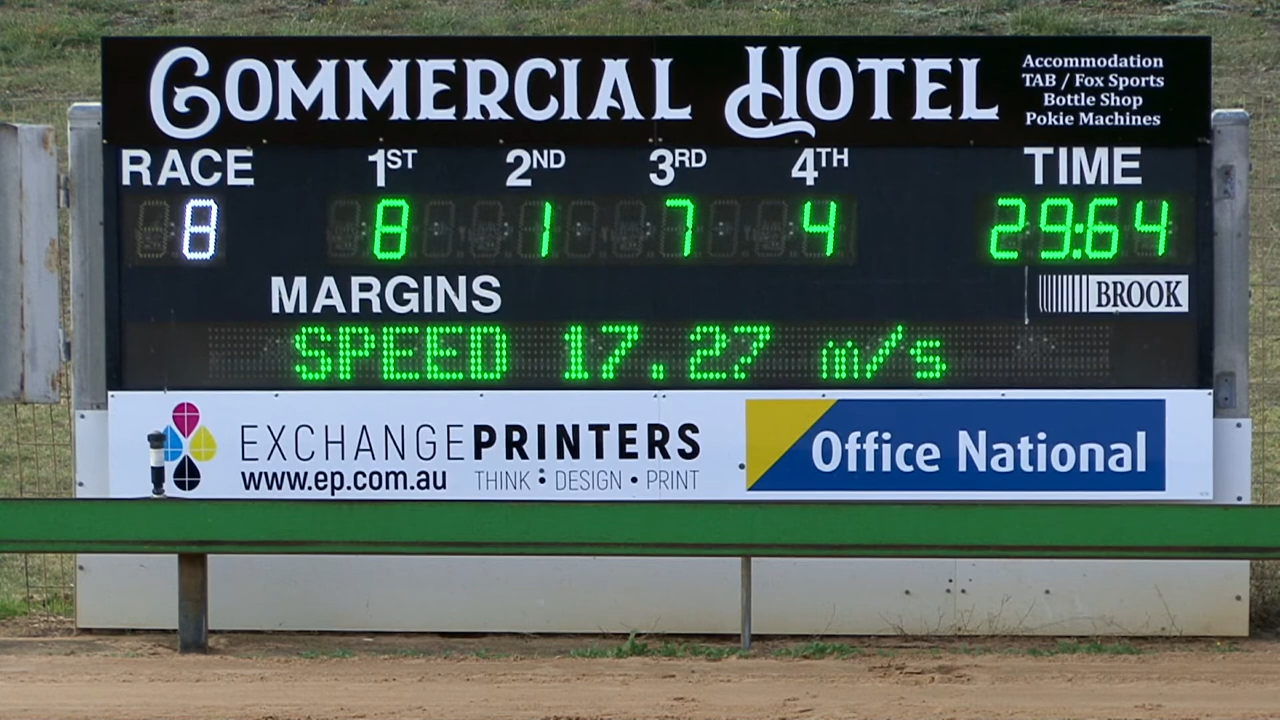 COMMERCIAL HOTEL
Accommodation
TAB / Fox Sports
Bottle Shop
Pokie Machines
RACE 1ST 2ND 3RD 4TH TIME
8 8 1 7 4 29:64
MARGINS
BROOK
SPEED 17.27 m/s
EXCHANGEPRINTERS
www.ep.com.au THINK • DESIGN • PRINT
Office National